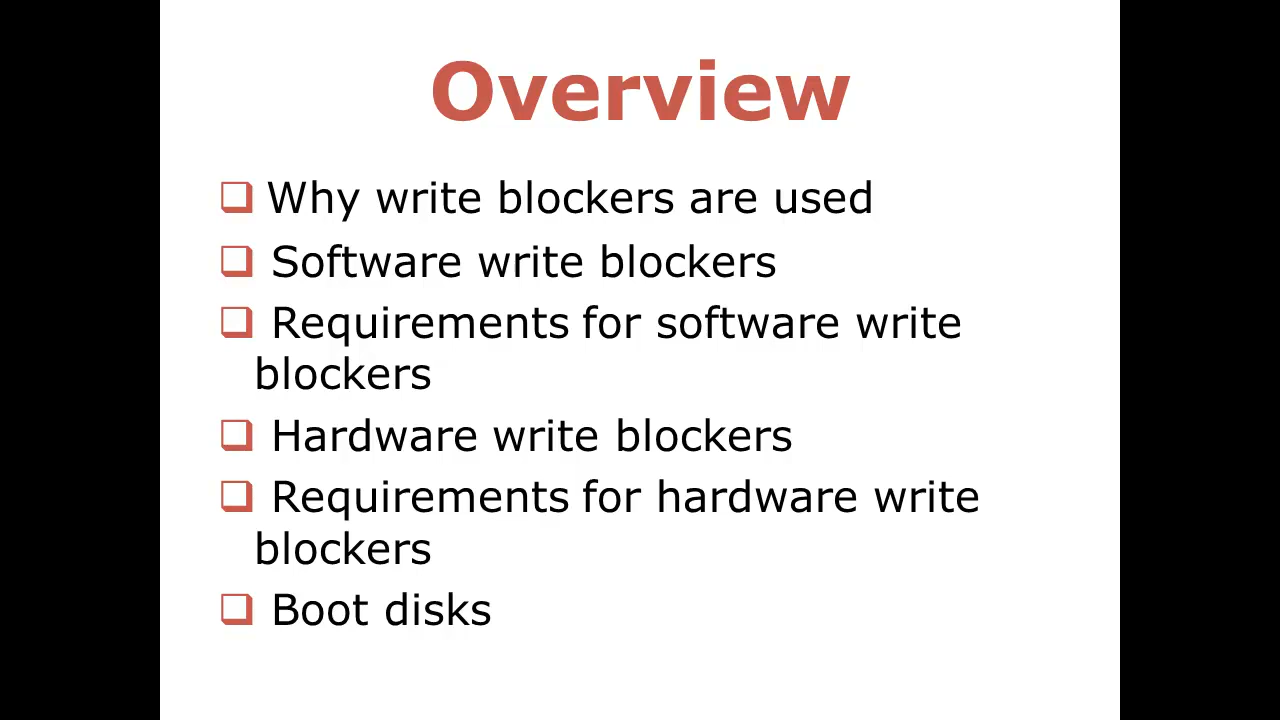 Overview
❑ Why write blockers are used
❑ Software write blockers
❑ Requirements for software write
blockers
❑ Hardware write blockers
❑ Requirements for hardware write
blockers
❑ Boot disks